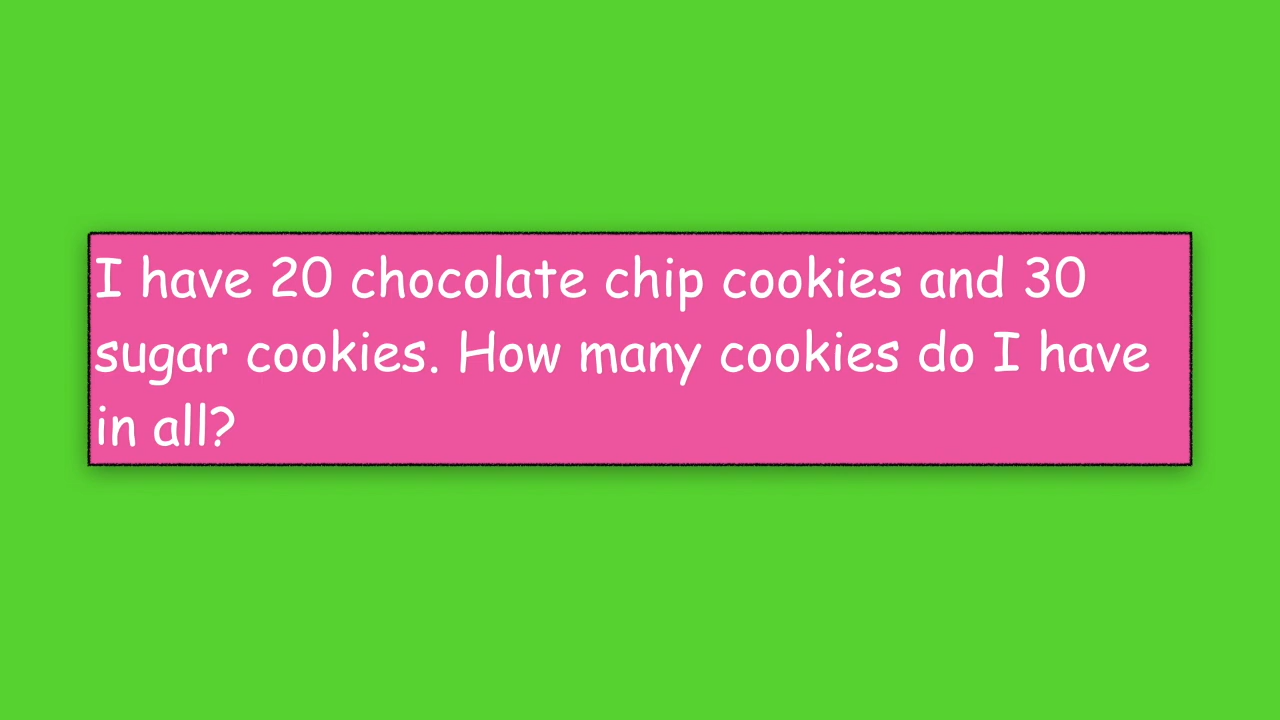 I have 20 chocolate chip cookies and 30
sugar cookies. How many cookies do I have
in all?